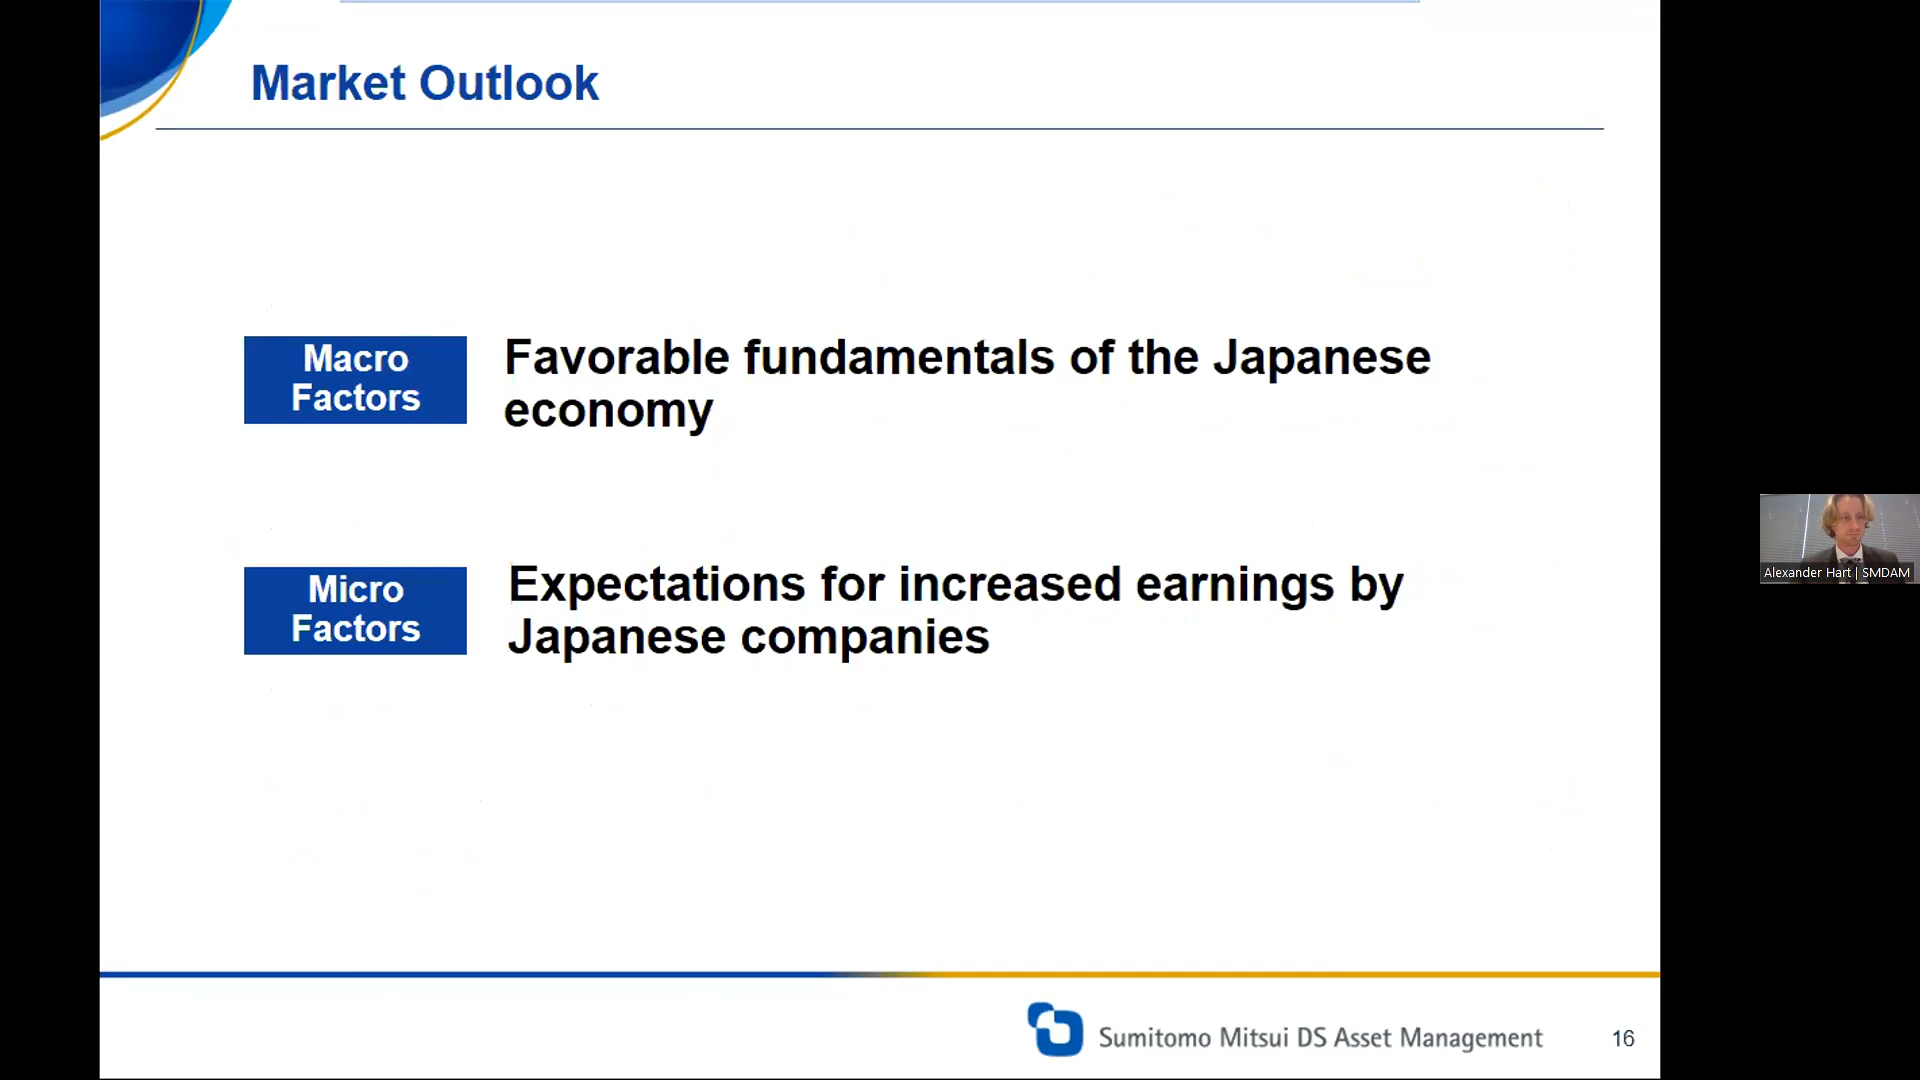 Market Outlook
Macro
Factors
Favorable fundamentals of the Japanese
economy
Micro
Factors
Expectations for increased earnings by
Japanese companies
Alexander Hart | SMDAM
Sumitomo Mitsui DS Asset Management
16